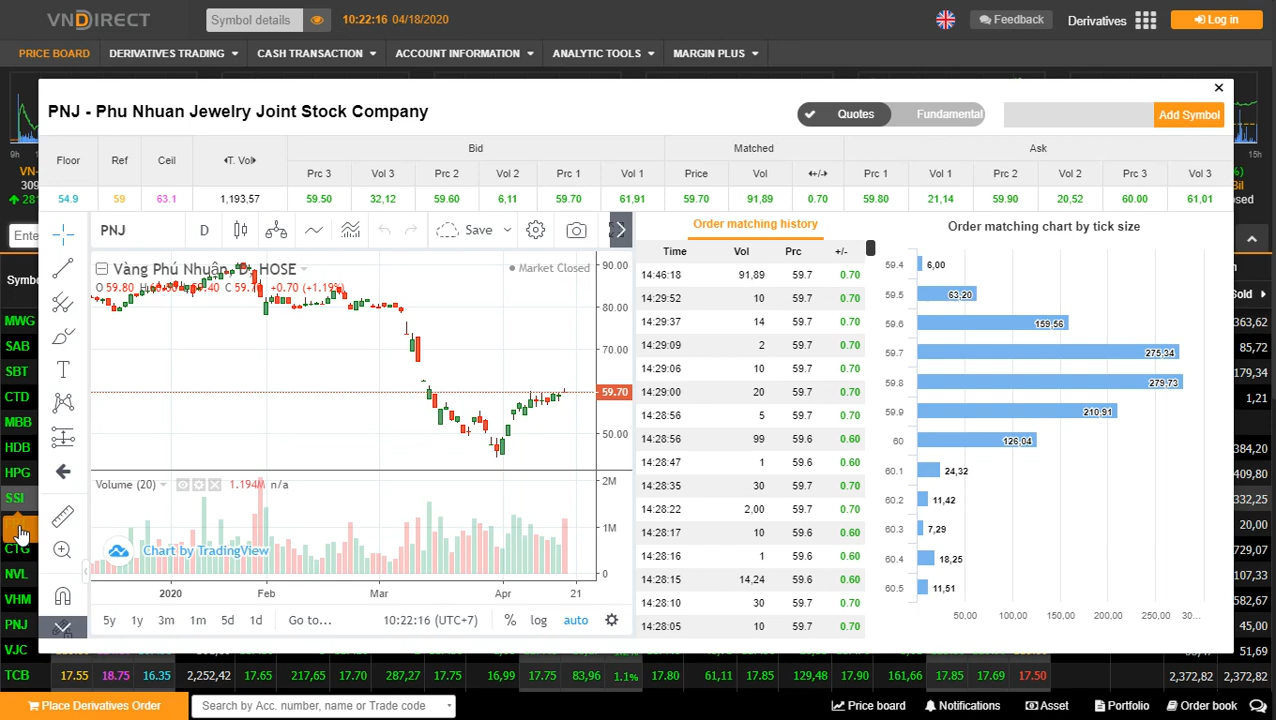 VNDIRECT Symbol details 10:22:16 04/18/2020 Feedback Derivatives Log in
PRICE BOARD DERIVATIVES TRADING CASH TRANSACTION ACCOUNT INFORMATION ANALYTIC TOOLS MARGIN PLUS
PNJ - Phu Nhuan Jewelry Joint Stock Company Quotes Fundamental Add Symbol
9h 15h
Floor Ref Ceil T. Vol Bid Matched Ask
Prc 3 Vol 3 Prc 2 Vol 2 Prc 1 Vol 1 Price Vol +/- Prc 1 Vol 1 Prc 2 Vol 2 Prc 3 Vol 3
54.9 59 63.1 1,193,57 59.50 32,12 59.60 6,11 59.70 61,91 59.70 91,89 0.70 59.80 21,14 59.90 20,52 60.00 61,01
PNJ D Save
Order matching history
Order matching chart by tick size
Vàng Phú Nhuận, D, HOSE
Market Closed
+0.70 (+1.19%)
90.00
80.00
70.00
59.70
50.00
Volume (20) 1.194M n/a
2M
1M
0
Chart by TradingView
2020 Feb Mar Apr 21
5y 1y 3m 1m 5d 1d Go to... 10:22:16 (UTC+7) % log auto
Time Vol Prc +/-
14:46:18 91,89 59.7 0.70
14:29:52 10 59.7 0.70
14:29:37 14 59.7 0.70
14:29:09 2 59.7 0.70
14:29:06 10 59.7 0.70
14:29:00 20 59.7 0.70
14:28:56 5 59.7 0.70
14:28:56 99 59.6 0.60
14:28:47 1 59.6 0.60
14:28:35 30 59.7 0.70
14:28:22 2,00 59.7 0.70
14:28:17 10 59.6 0.60
14:28:16 1 59.6 0.60
14:28:15 14,24 59.6 0.60
14:28:10 30 59.7 0.70
14:28:05 10 59.7 0.70
59.4 6,00
59.5 63,20
59.6 159,56
59.7 275,34
59.8 279,73
59.9 210,91
60 126,04
60.1 24,32
60.2 11,42
60.3 7,29
60.4 18,25
60.5 11,51
50,00 100,00 150,00 200,00 250,00 30...
MWG
SAB
SBT
CTD
MBB
HDB
HPG
SSI
CTG
NVL
VHM
PNJ
VJC
TCB 17.55 18.75 16.35 2,252,42 17.65 217,65 17.70 287,27 17.75 16,99 17.75 83,96 1.1% 17.80 61,11 17.85 129,48 17.90 161,66 17.85 17.69 17.50 2,372,82 2,372,82
Place Derivatives Order Search by Acc. number, name or Trade code Price board Notifications Asset Portfolio Order book